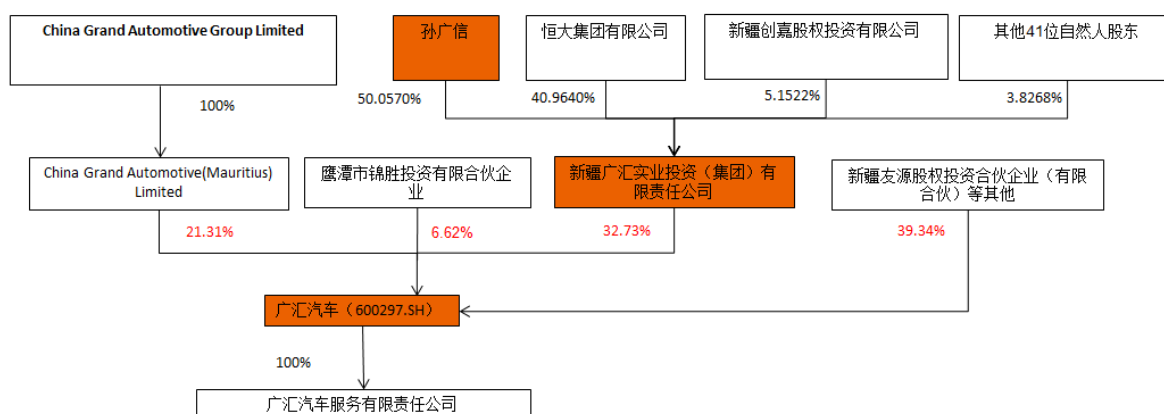 China Grand Automotive Group Limited
孙广信
恒大集团有限公司
新疆创嘉股权投资有限公司
其他41位自然人股东
100%
50.0570%
40.9640%
5.1522%
3.8268%
China Grand Automotive(Mauritius)
Limited
鹰潭市锦胜投资有限合伙企
业
新疆广汇实业投资（集团）有
限责任公司
新疆友源股权投资合伙企业（有限
合伙）等其他
21.31%
6.62%
32.73%
39.34%
广汇汽车（600297.SH）
100%
广汇汽车服务有限责任公司